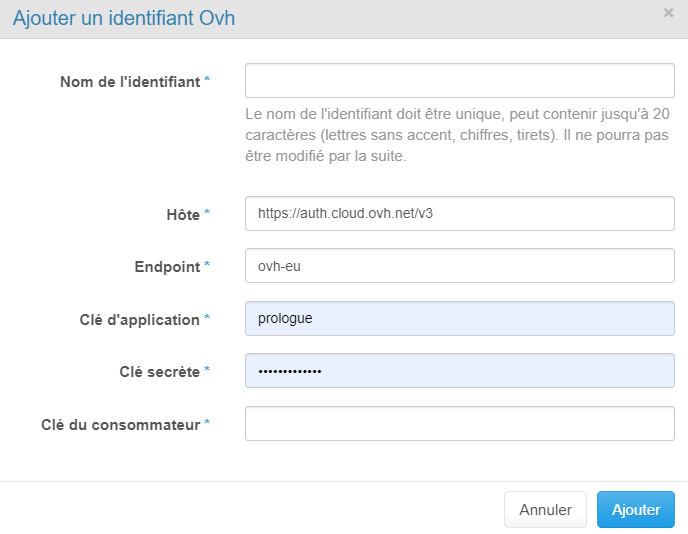 Ajouter un identifiant Ovh ×
Nom de l'identifiant *
Le nom de l'identifiant doit être unique, peut contenir jusqu'à 20
caractères (lettres sans accent, chiffres, tirets). Il ne pourra pas
être modifié par la suite.
Hôte * https://auth.cloud.ovh.net/v3
Endpoint * ovh-eu
Clé d'application * prologue
Clé secrète * •••••••••••••
Clé du consommateur *
Annuler Ajouter